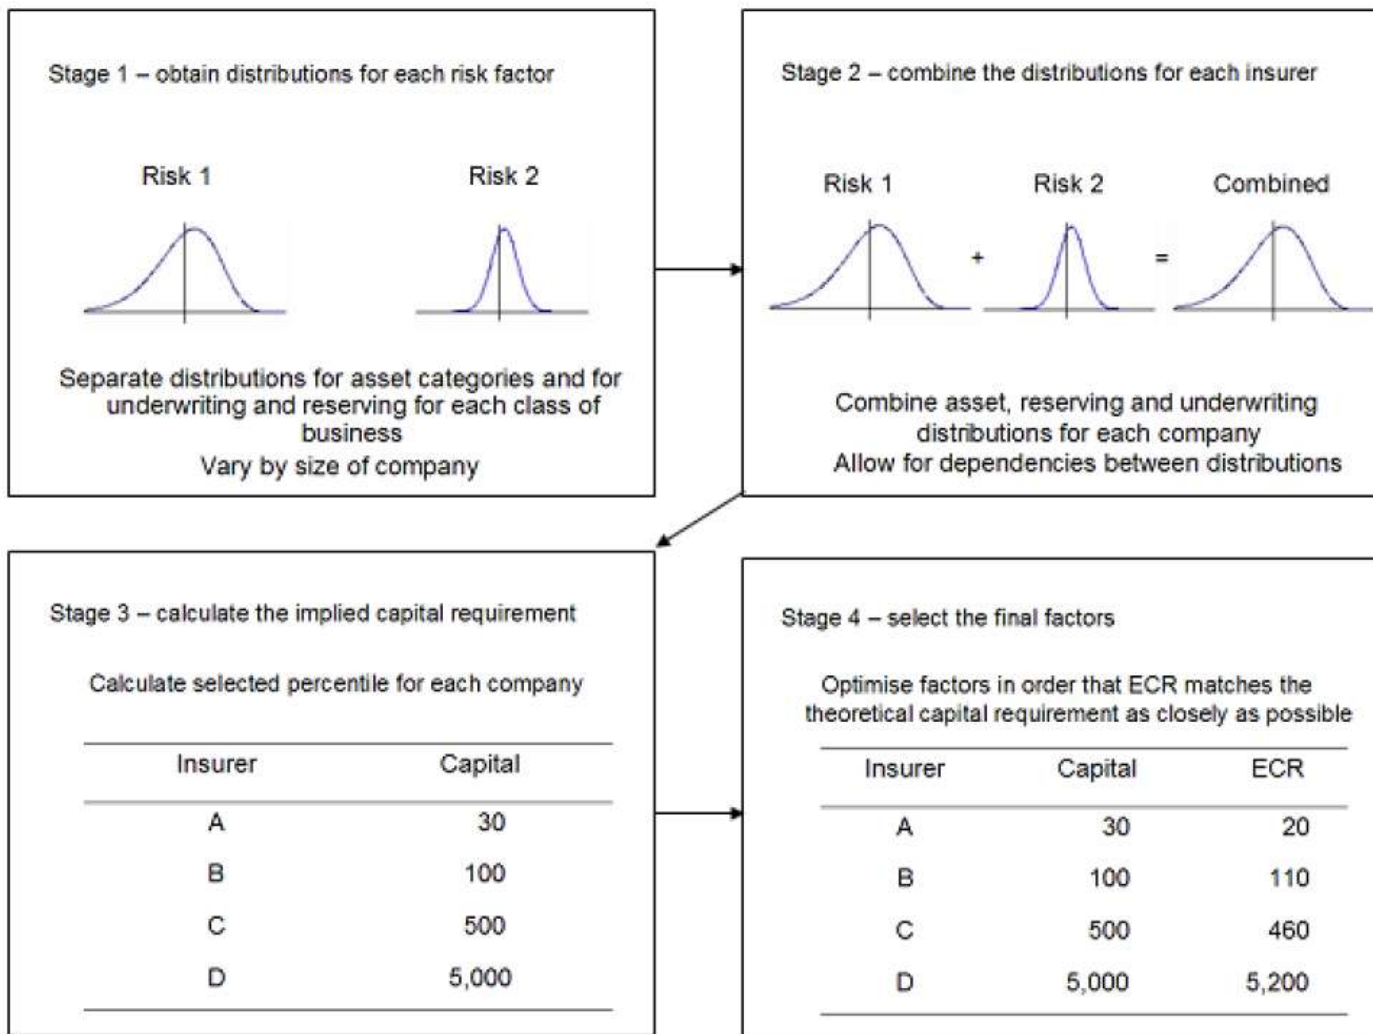 Stage 1 – obtain distributions for each risk factor
Risk 1 Risk 2
Separate distributions for asset categories and for
underwriting and reserving for each class of
business
Vary by size of company
Stage 2 – combine the distributions for each insurer
Risk 1 Risk 2 Combined
+ =
Combine asset, reserving and underwriting
distributions for each company
Allow for dependencies between distributions
Stage 3 – calculate the implied capital requirement
Calculate selected percentile for each company
Insurer Capital
A 30
B 100
C 500
D 5,000
Stage 4 – select the final factors
Optimise factors in order that ECR matches the
theoretical capital requirement as closely as possible
Insurer Capital ECR
A 30 20
B 100 110
C 500 460
D 5,000 5,200